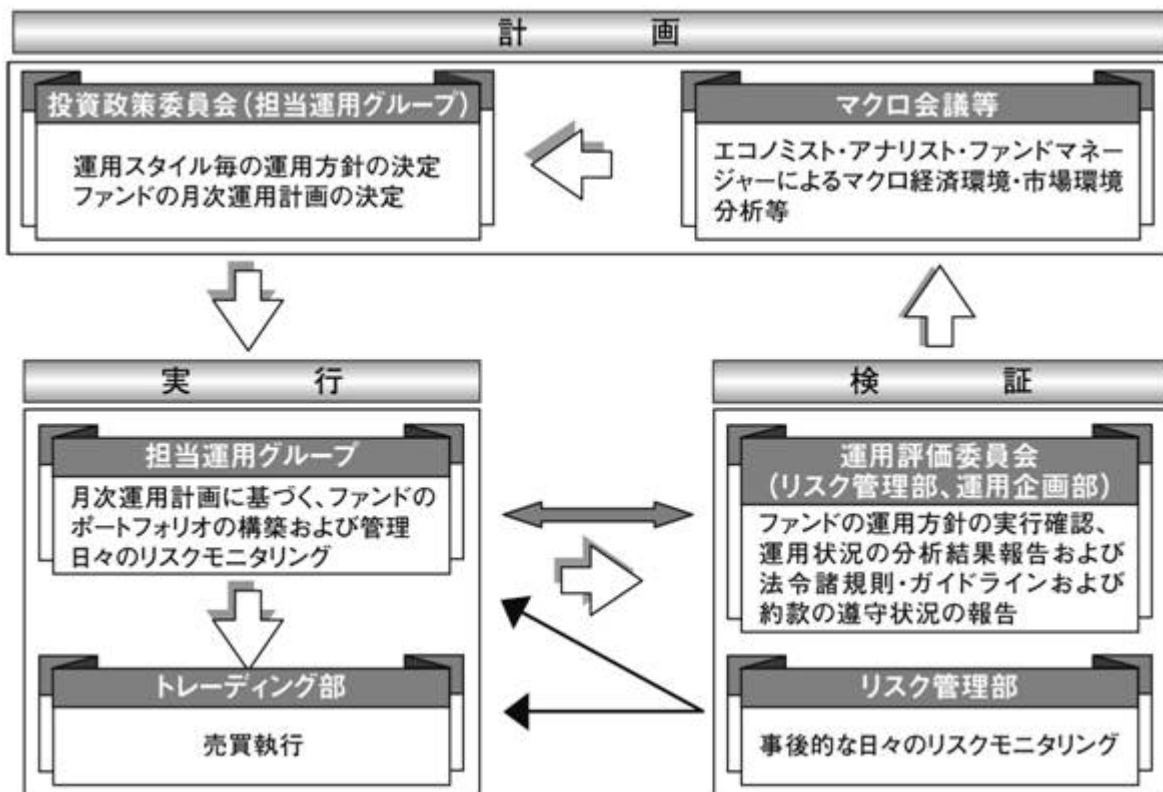 計画
投資政策委員会(担当運用グループ)
運用スタイル毎の運用方針の決定
ファンドの月次運用計画の決定
マクロ会議等
エコノミスト・アナリスト・ファンドマネー
ジャーによるマクロ経済環境・市場環境
分析等
実行
担当運用グループ
月次運用計画に基づく、ファンドの
ポートフォリオの構築および管理
日々のリスクモニタリング
トレーディング部
売買執行
検証
運用評価委員会
(リスク管理部、運用企画部)
ファンドの運用方針の実行確認、
運用状況の分析結果報告および
法令諸規則・ガイドラインおよび
約款の遵守状況の報告
リスク管理部
事後的な日々のリスクモニタリング